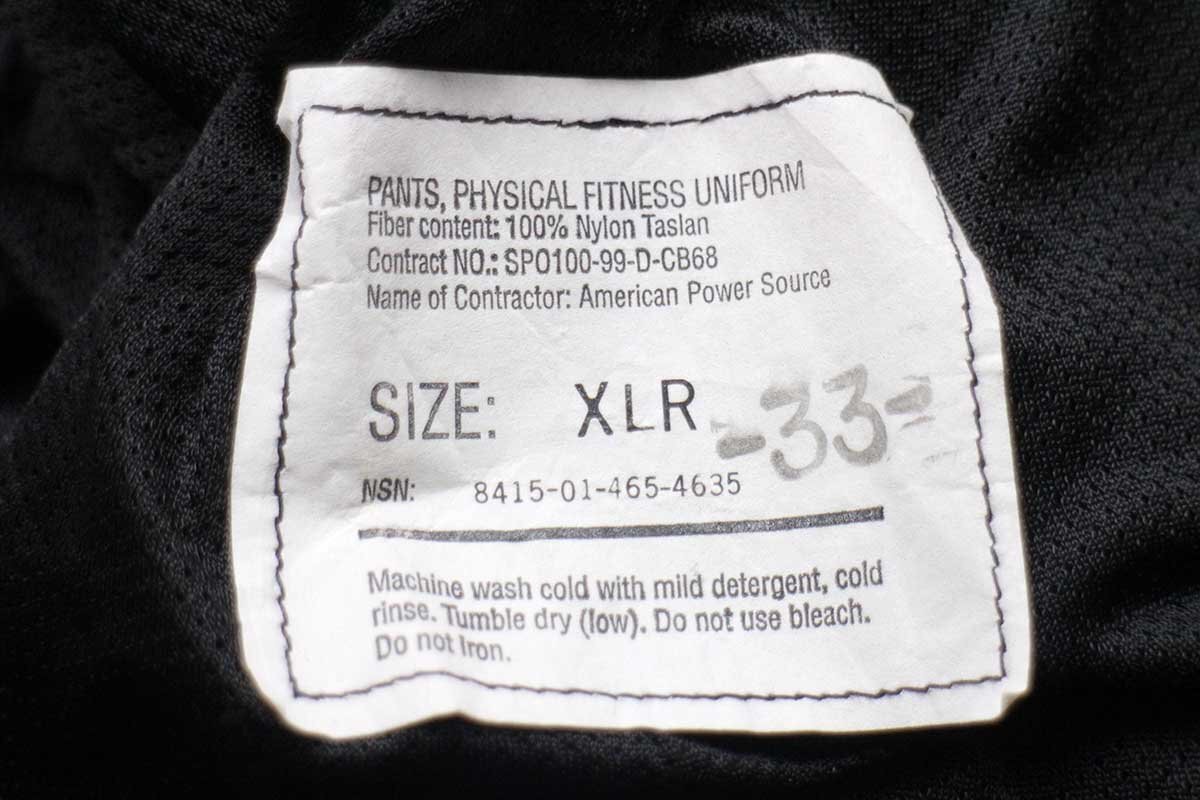 PANTS, PHYSICAL FITNESS UNIFORM
Fiber content: 100% Nylon Taslan
Contract NO.: SPO100-99-D-CB68
Name of Contractor: American Power Source
SIZE: XLR -33-
NSN: 8415-01-465-4635
Machine wash cold with mild detergent, cold
rinse. Tumble dry (low). Do not use bleach.
Do not Iron.